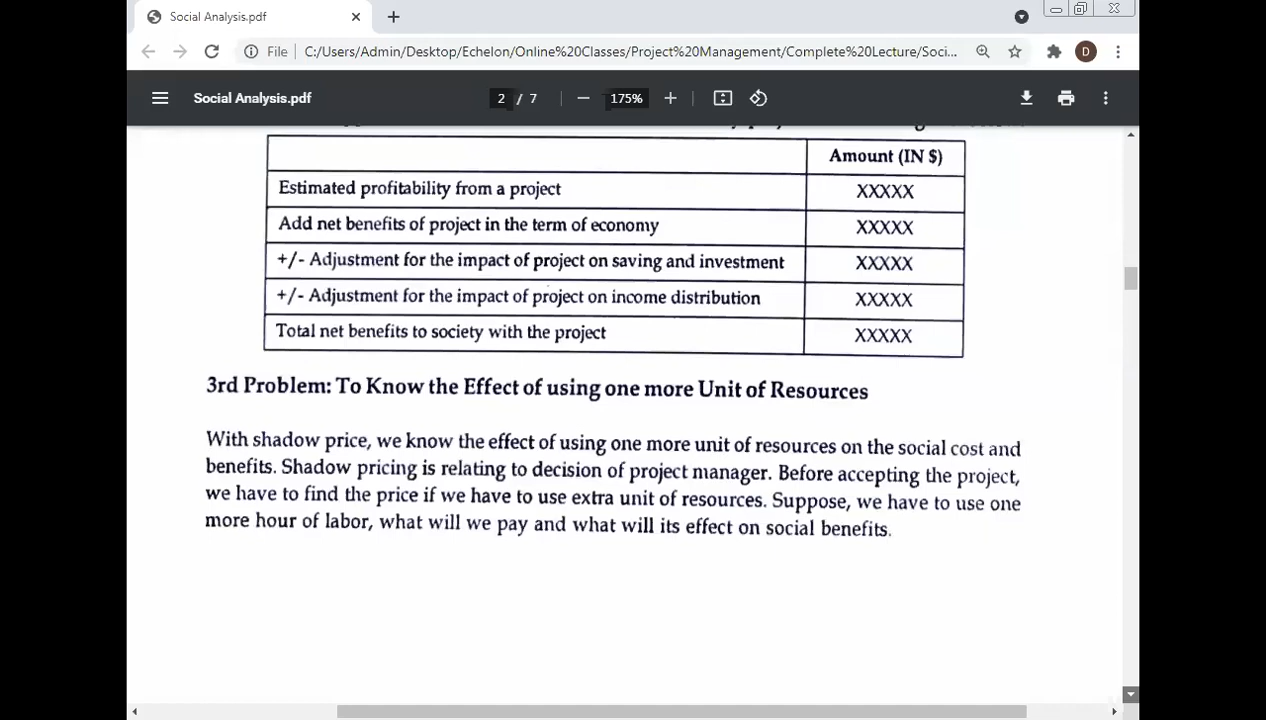 Social Analysis.pdf
File C:/Users/Admin/Desktop/Echelon/Online%20Classes/Project%20Management/Complete%20Lecture/Soci...
D
Social Analysis.pdf 2 / 7 175%
Amount (IN $)
Estimated profitability from a project XXXXX
Add net benefits of project in the term of economy XXXXX
+/- Adjustment for the impact of project on saving and investment XXXXX
+/- Adjustment for the impact of project on income distribution XXXXX
Total net benefits to society with the project XXXXX
3rd Problem: To Know the Effect of using one more Unit of Resources
With shadow price, we know the effect of using one more unit of resources on the social cost and
benefits. Shadow pricing is relating to decision of project manager. Before accepting the project,
we have to find the price if we have to use extra unit of resources. Suppose, we have to use one
more hour of labor, what will we pay and what will its effect on social benefits.